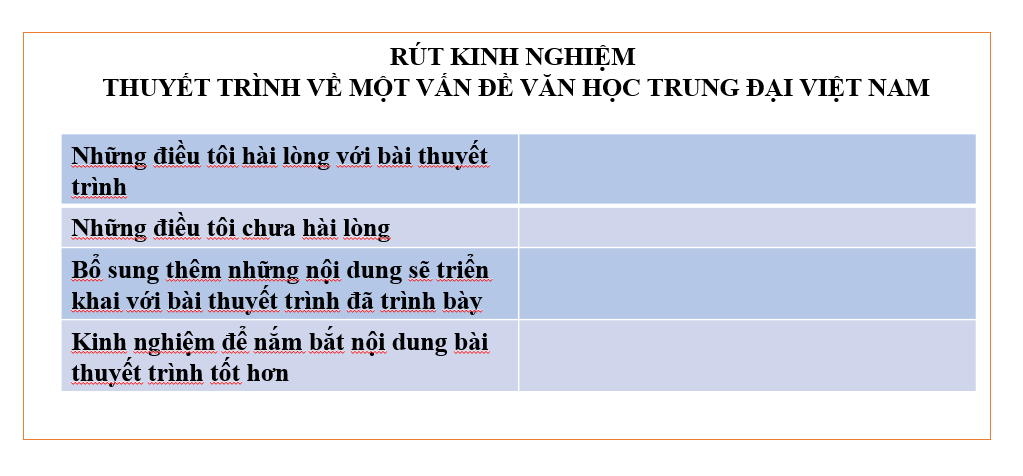 RÚT KINH NGHIỆM
THUYẾT TRÌNH VỀ MỘT VẤN ĐỀ VĂN HỌC TRUNG ĐẠI VIỆT NAM
Những điều tôi hài lòng với bài thuyết
trình
Những điều tôi chưa hài lòng
Bổ sung thêm những nội dung sẽ triển
khai với bài thuyết trình đã trình bày
Kinh nghiệm để nắm bắt nội dung bài
thuyết trình tốt hơn